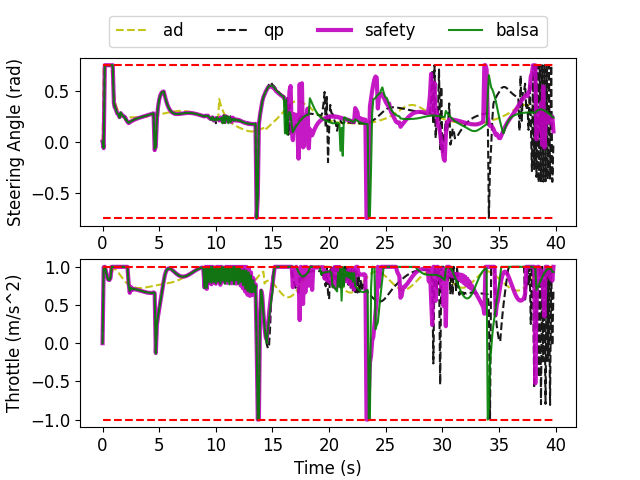 ad qp safety balsa
Steering Angle (rad)
0.5
0.0
−0.5
0 5 10 15 20 25 30 35 40
Throttle (m/s^2)
1.0
0.5
0.0
−0.5
−1.0
0 5 10 15 20 25 30 35 40
Time (s)